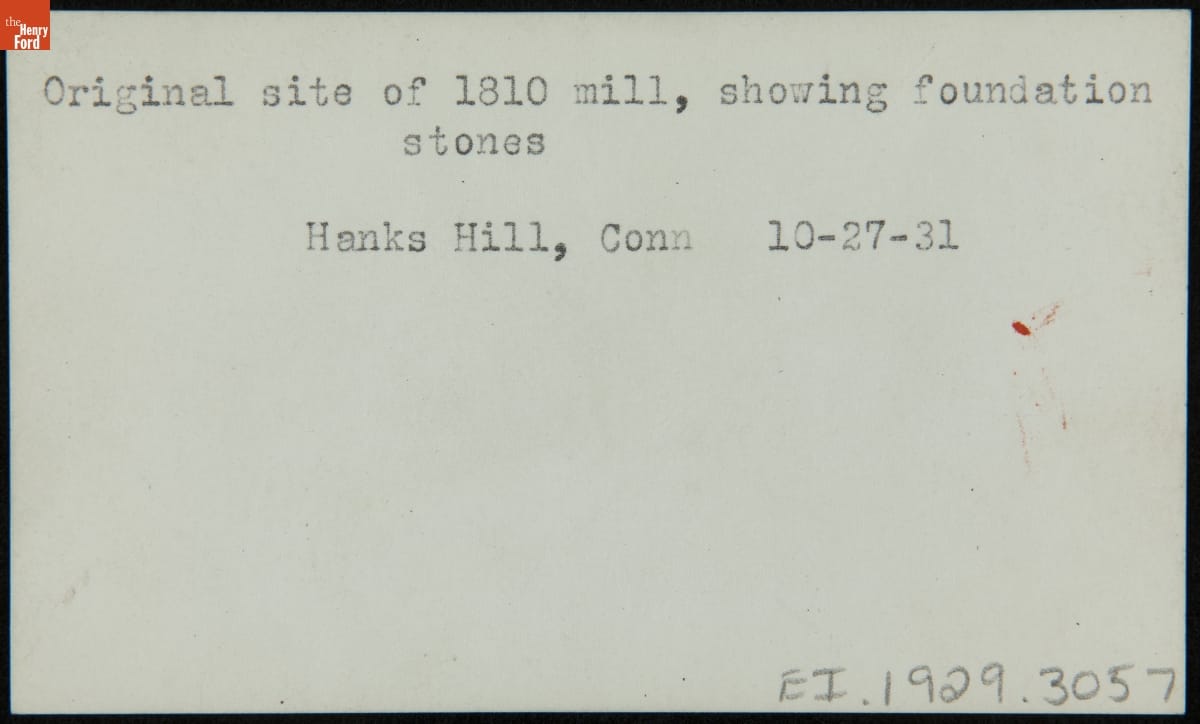 the
Henry
Ford
Original site of 1810 mill, showing foundation
stones
Hanks Hill, Conn 10-27-31
EI.1929.3057